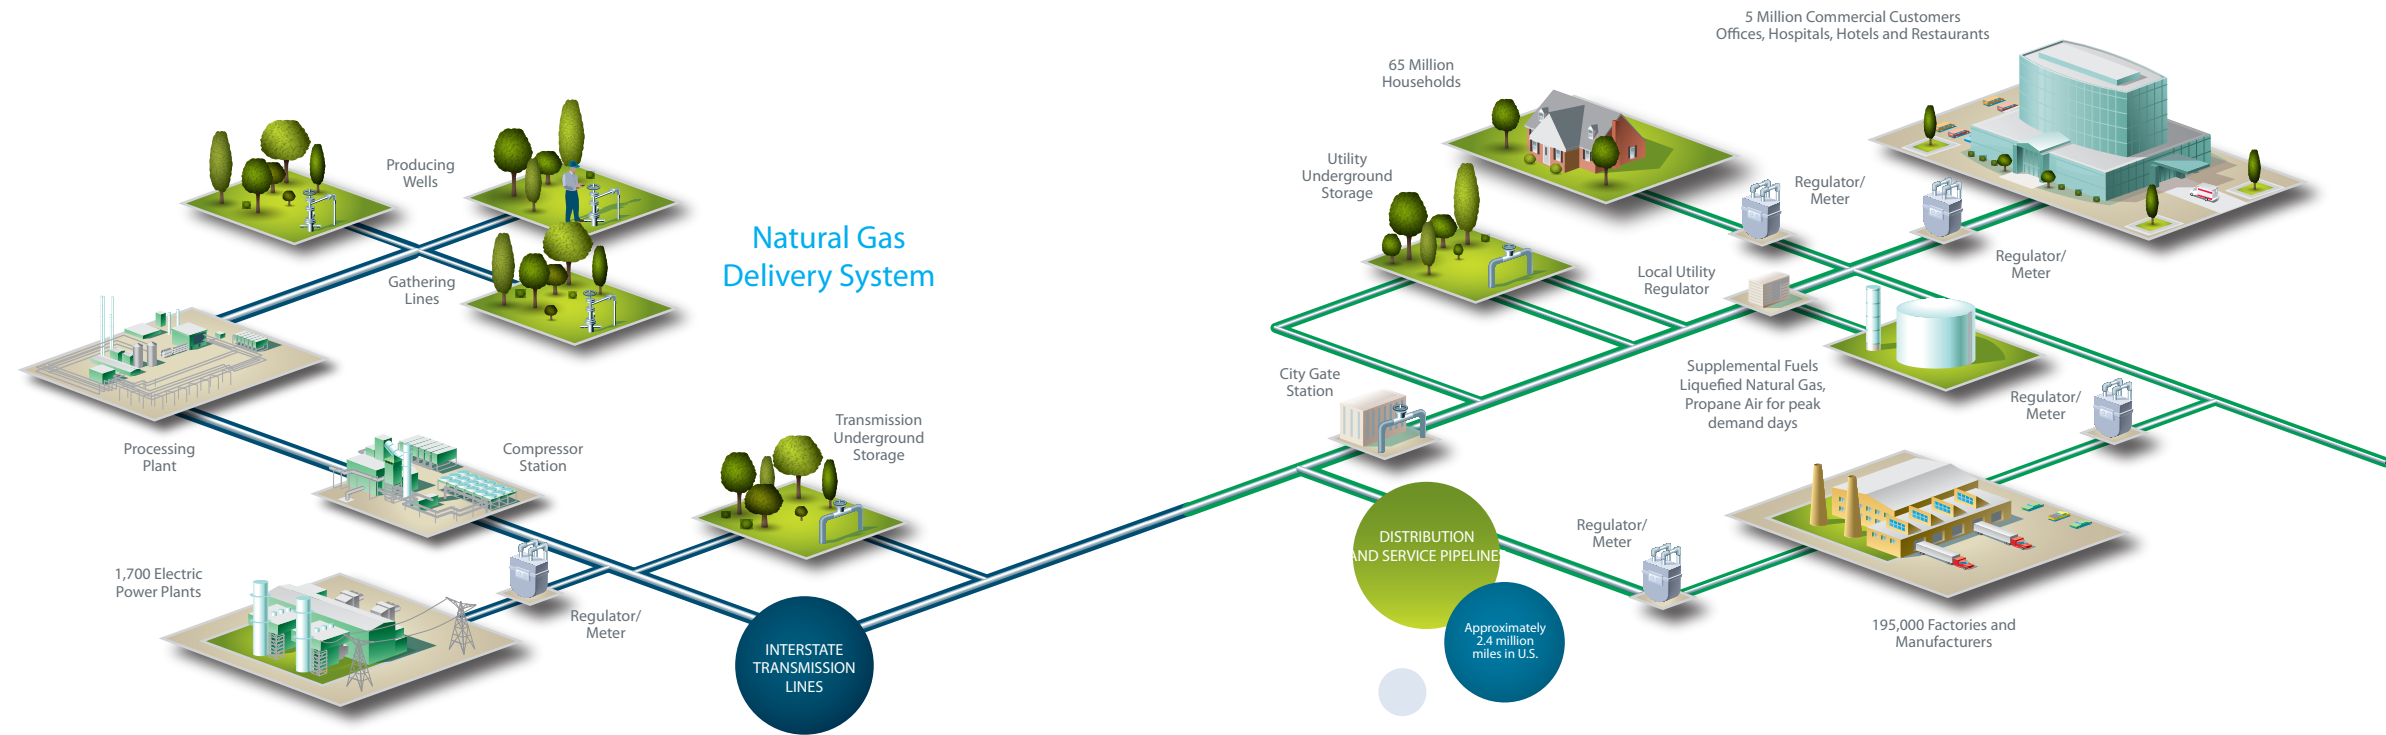 5 Million Commercial Customers
Offices, Hospitals, Hotels and Restaurants
65 Million
Households
Producing
Wells
Utility
Underground
Storage
Regulator/
Meter
Natural Gas
Delivery System
Gathering
Lines
Local Utility
Regulator
Regulator/
Meter
City Gate
Station
Supplemental Fuels
Liquefied Natural Gas,
Propane Air for peak
demand days
Regulator/
Meter
Processing
Plant
Compressor
Station
Transmission
Underground
Storage
DISTRIBUTION
AND SERVICE PIPELINES
Regulator/
Meter
1,700 Electric
Power Plants
Regulator/
Meter
INTERSTATE
TRANSMISSION
LINES
Approximately
2.4 million
miles in U.S.
195,000 Factories and
Manufacturers